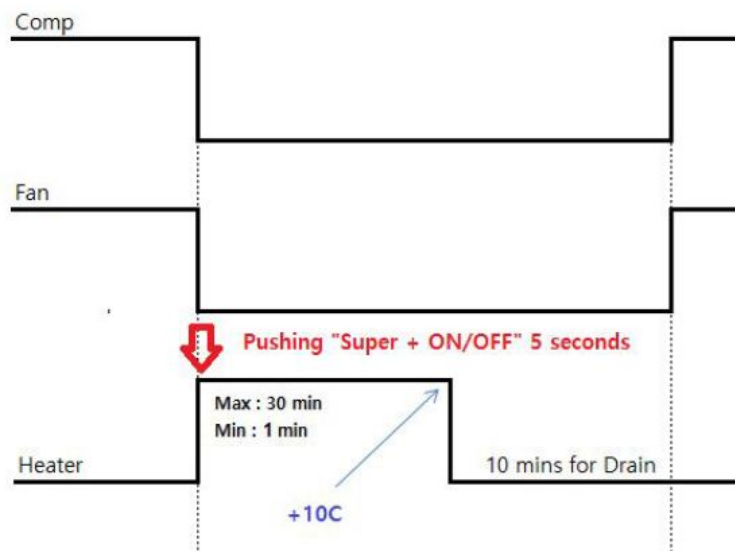 Comp
Fan
Pushing "Super + ON/OFF" 5 seconds
Max : 30 min
Min : 1 min
Heater
10 mins for Drain
+10C